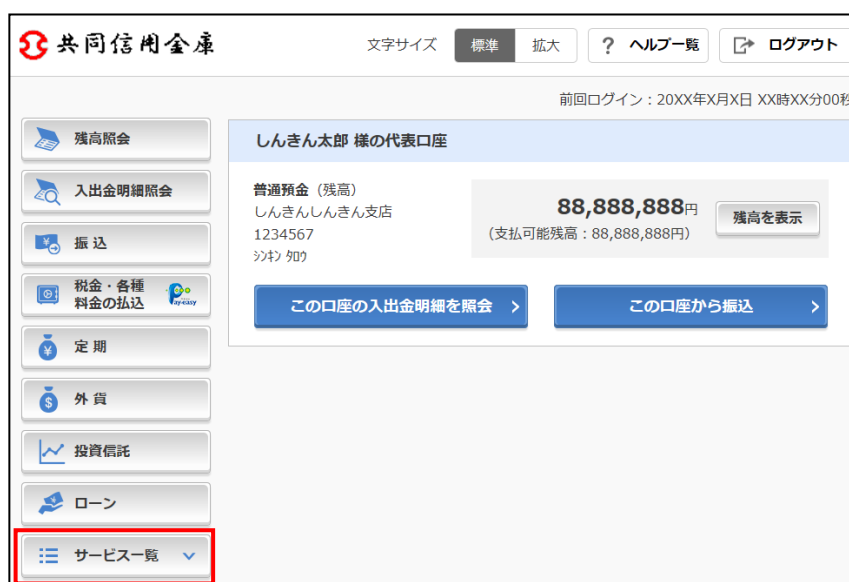 共同信用金庫
文字サイズ 標準 拡大 ? ヘルプ一覧 ログアウト
前回ログイン：20XX年X月X日 XX時XX分00秒
残高照会
入出金明細照会
振込
税金・各種
料金の払込
Pay-easy
定期
外貨
投資信託
ローン
サービス一覧
しんきん太郎 様の代表口座
普通預金（残高）
しんきんしんきん支店
1234567
ｼﾝｷﾝ ﾀﾛｳ
88,888,888円
（支払可能残高：88,888,888円）
残高を表示
この口座の入出金明細を照会
この口座から振込